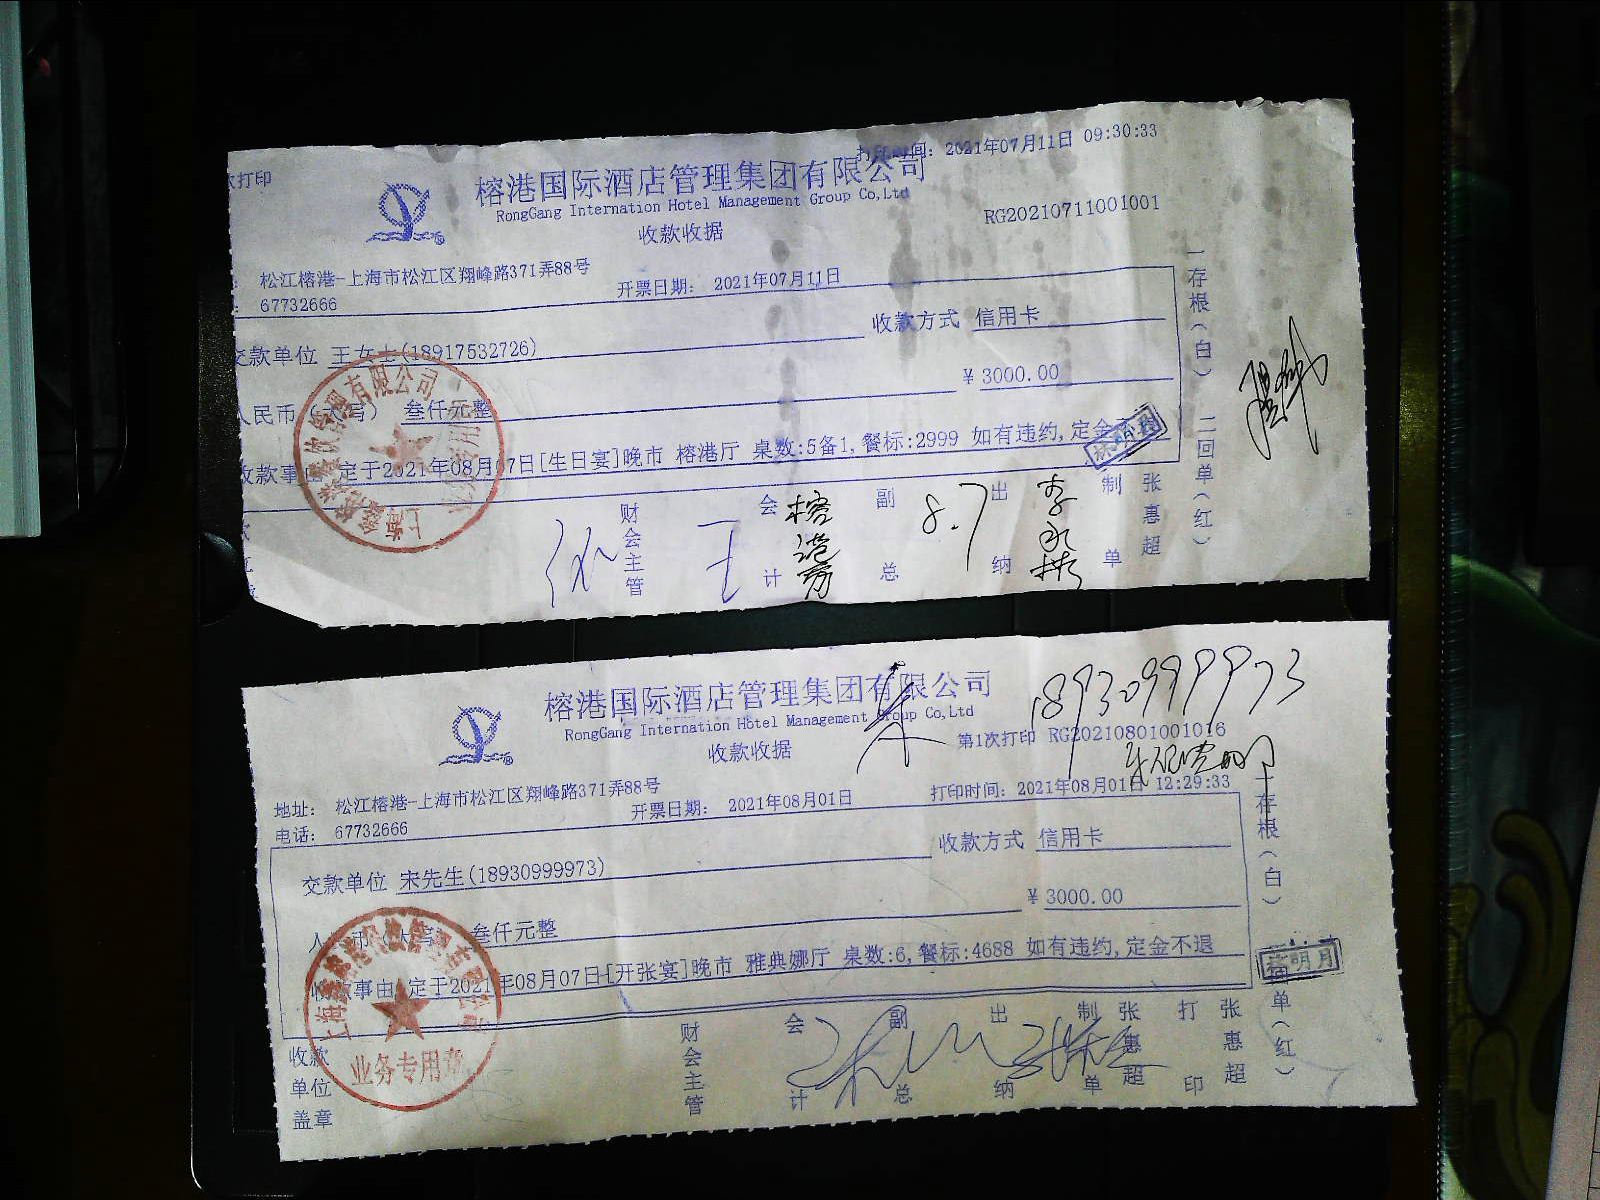 次打印
打印时间: 2021年07月11日 09:30:33
榕港国际酒店管理集团有限公司
RongGang Internation Hotel Management Group Co,Ltd
RG20210711001001
收款收据
松江榕港-上海市松江区翔峰路371弄88号
67732666
开票日期: 2021年07月11日
收款方式 信用卡
交款单位 王女士(18917532726)
¥ 3000.00
人民币(大写) 叁仟元整
收款事由 定于2021年08月07日[生日宴]晚市 榕港厅 桌数:5备1,餐标:2999 如有违约,定金
财会主管
会计
榕港厅
副总
8.7
出纳
制单
张惠超
一存根(白) 二回单(红)
王
榕港国际酒店管理集团有限公司
RongGang Internation Hotel Management Group Co,Ltd
18930999973
收款收据
第1次打印 RG20210801001016
地址: 松江榕港-上海市松江区翔峰路371弄88号
电话: 67732666
开票日期: 2021年08月01日
打印时间: 2021年08月01日 12:29:33
收款方式 信用卡
交款单位 宋先生(18930999973)
¥ 3000.00
人民币(大写) 叁仟元整
收款事由 定于2021年08月07日[开张宴]晚市 雅典娜厅 桌数:6,餐标:4688 如有违约,定金不退
收款单位盖章
业务专用章
财会主管
会计
副总
出纳
制单
张惠超
打印
张惠超
一存根(白)
单(红)